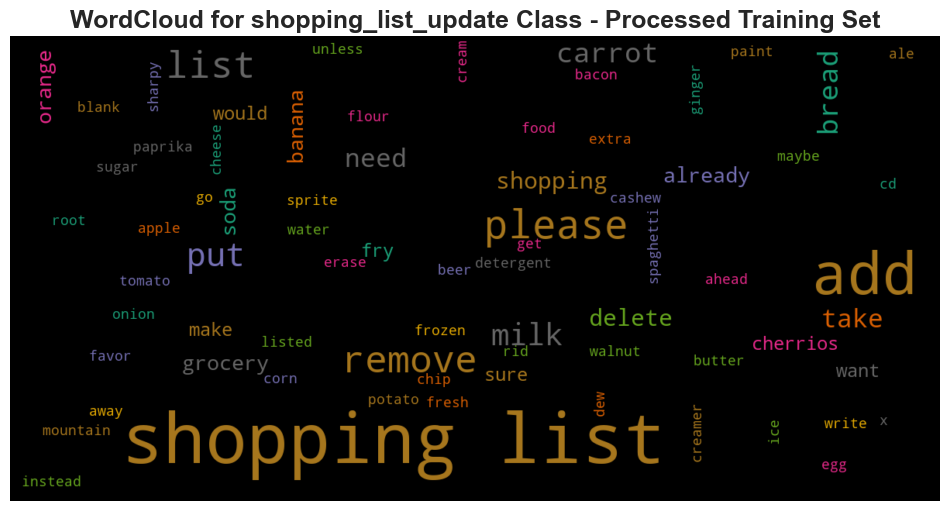 WordCloud for shopping_list_update Class - Processed Training Set
unless
cream
paint
ale
orange
sharpy
list
carrot
bacon
ginger
bread
blank
would
banana
flour
food
extra
cheese
paprika
sugar
need
maybe
shopping
already
cd
go
soda
sprite
cashew
root
apple
water
please
get
spaghetti
put
fry
erase
beer
detergent
tomato
ahead
add
onion
make
listed
frozen
milk
delete
take
cherrios
favor
grocery
remove
rid
walnut
butter
corn
chip
sure
want
away
potato
fresh
dew
creamer
mountain
shopping list
ice
write
x
egg
instead